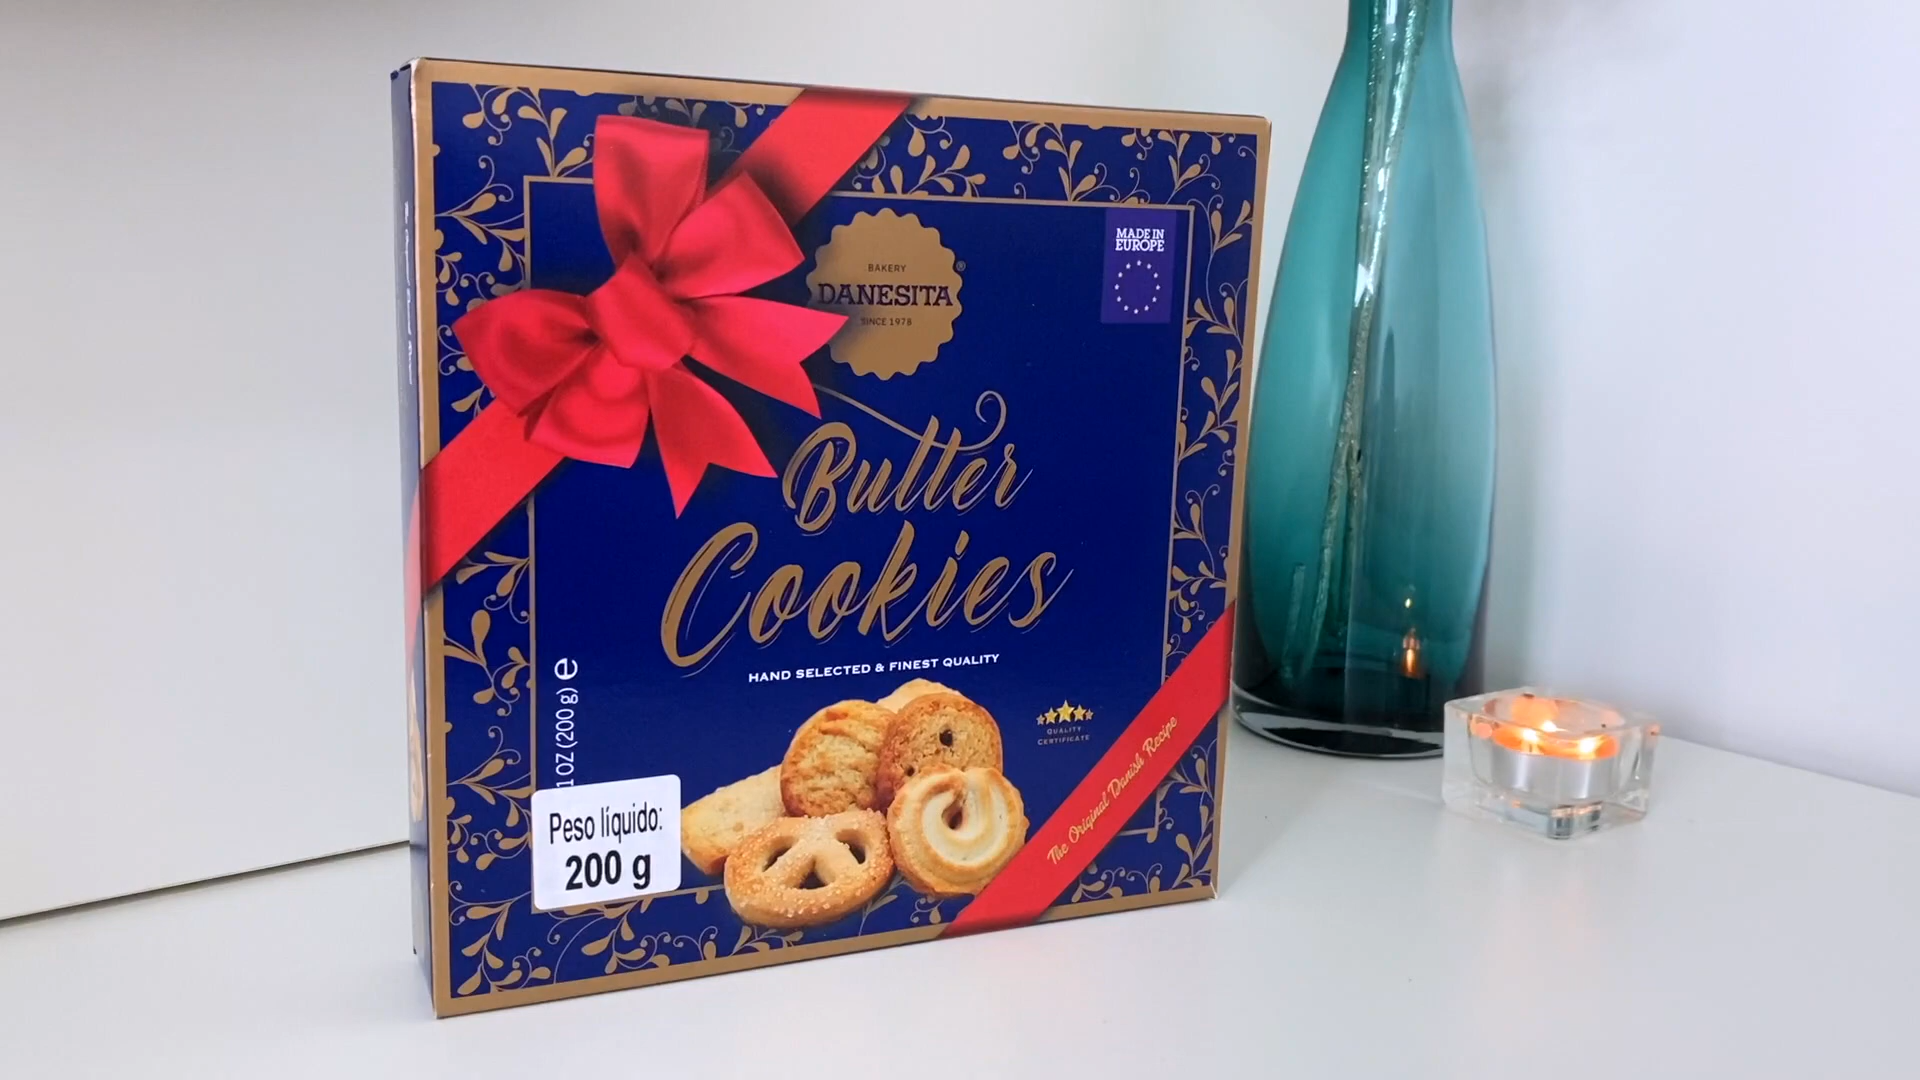 BAKERY
DANESITA
®
SINCE 1978
MADE IN
EUROPE
Butter
Cookies
HAND SELECTED & FINEST QUALITY
QUALITY
CERTIFICATE
The Original Danish Recipe
1 OZ (200 g) e
Peso líquido:
200 g